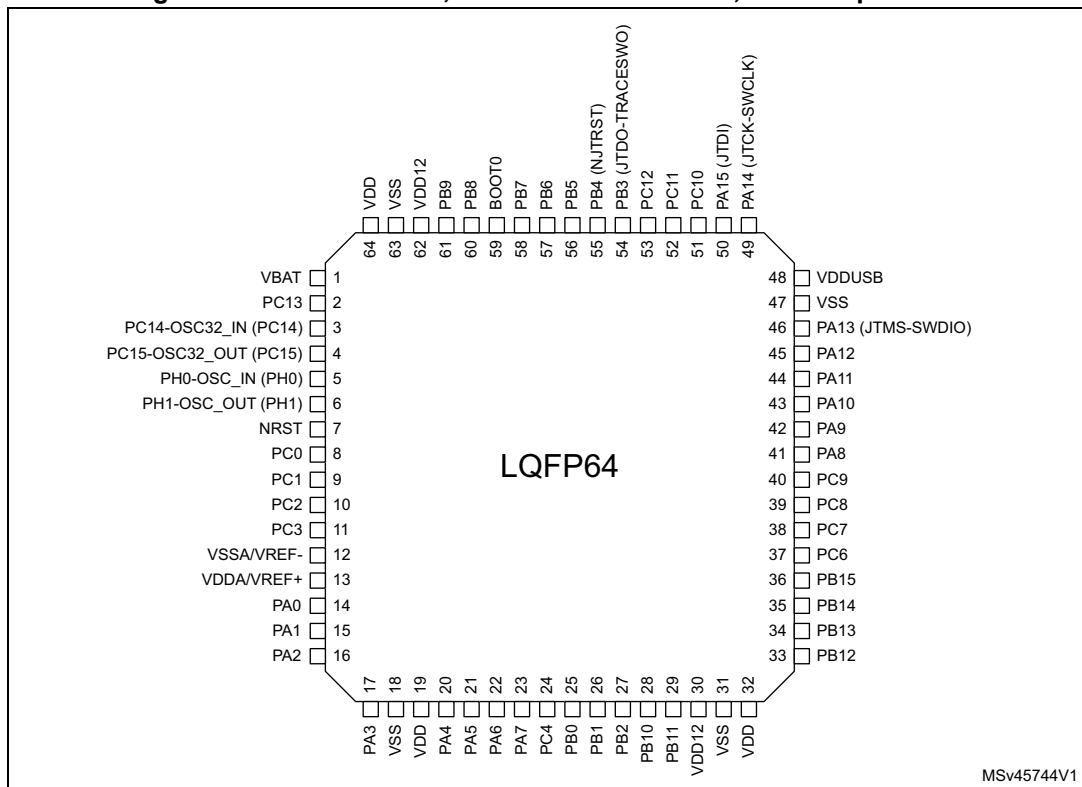 VDD
VSS
VDD12
PB9
PB8
BOOT0
PB7
PB6
PB5
PB4 (NJTRST)
PB3 (JTDO-TRACESWO)
PC12
PC11
PC10
PA15 (JTDI)
PA14 (JTCK-SWCLK)
64
63
62
61
60
59
58
57
56
55
54
53
52
51
50
49
VBAT 1
PC13 2
PC14-OSC32_IN (PC14) 3
PC15-OSC32_OUT (PC15) 4
PH0-OSC_IN (PH0) 5
PH1-OSC_OUT (PH1) 6
NRST 7
PC0 8
PC1 9
PC2 10
PC3 11
VSSA/VREF- 12
VDDA/VREF+ 13
PA0 14
PA1 15
PA2 16
LQFP64
48 VDDUSB
47 VSS
46 PA13 (JTMS-SWDIO)
45 PA12
44 PA11
43 PA10
42 PA9
41 PA8
40 PC9
39 PC8
38 PC7
37 PC6
36 PB15
35 PB14
34 PB13
33 PB12
17
18
19
20
21
22
23
24
25
26
27
28
29
30
31
32
PA3
VSS
VDD
PA4
PA5
PA6
PA7
PC4
PB0
PB1
PB2
PB10
PB11
VDD12
VSS
VDD
MSv45744V1